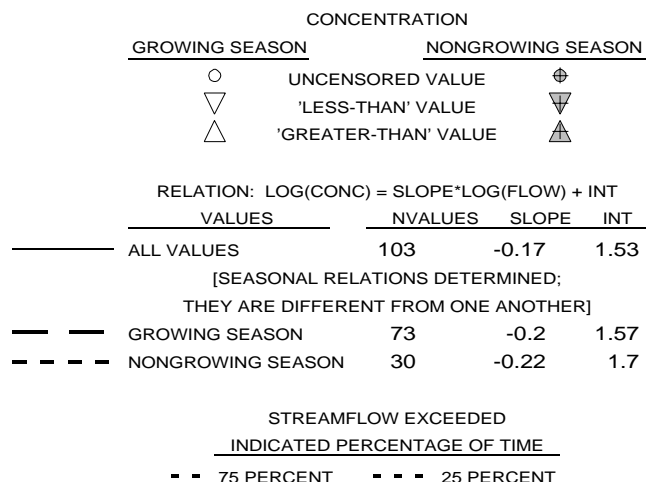 CONCENTRATION
GROWING SEASON NONGROWING SEASON
UNCENSORED VALUE
'LESS-THAN' VALUE
'GREATER-THAN' VALUE
RELATION: LOG(CONC) = SLOPE*LOG(FLOW) + INT
VALUES NVALUES SLOPE INT
ALL VALUES 103 -0.17 1.53
[SEASONAL RELATIONS DETERMINED;
THEY ARE DIFFERENT FROM ONE ANOTHER]
GROWING SEASON 73 -0.2 1.57
NONGROWING SEASON 30 -0.22 1.7
STREAMFLOW EXCEEDED
INDICATED PERCENTAGE OF TIME
75 PERCENT 25 PERCENT